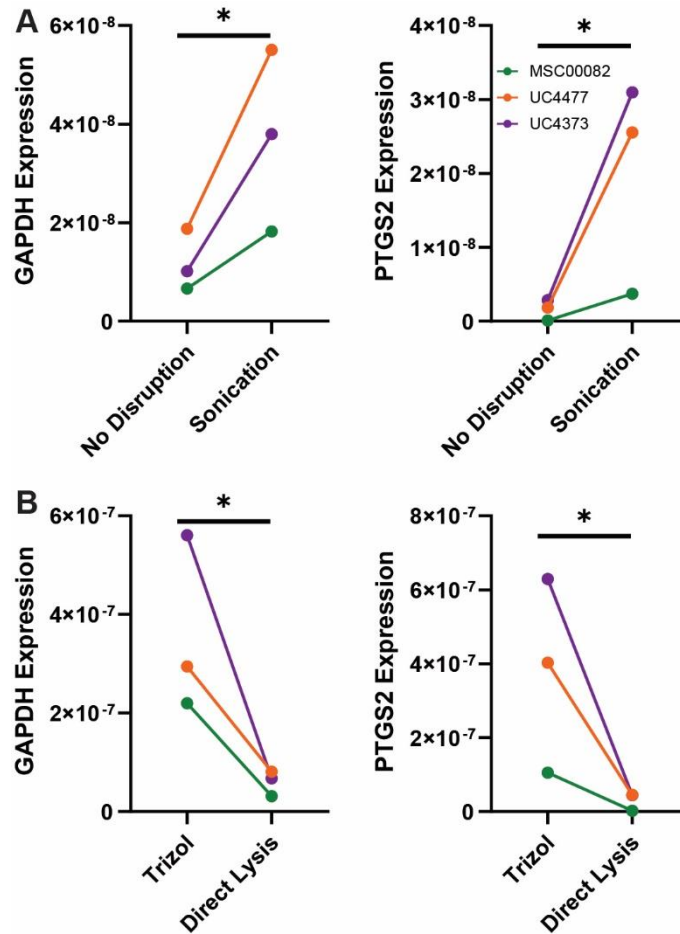 A
GAPDH Expression
6×10⁻⁸
4×10⁻⁸
2×10⁻⁸
0
*
No Disruption
Sonication
PTGS2 Expression
4×10⁻⁸
3×10⁻⁸
2×10⁻⁸
1×10⁻⁸
0
*
MSC00082
UC4477
UC4373
No Disruption
Sonication
B
GAPDH Expression
6×10⁻⁷
4×10⁻⁷
2×10⁻⁷
0
*
Trizol
Direct Lysis
PTGS2 Expression
8×10⁻⁷
6×10⁻⁷
4×10⁻⁷
2×10⁻⁷
0
*
Trizol
Direct Lysis